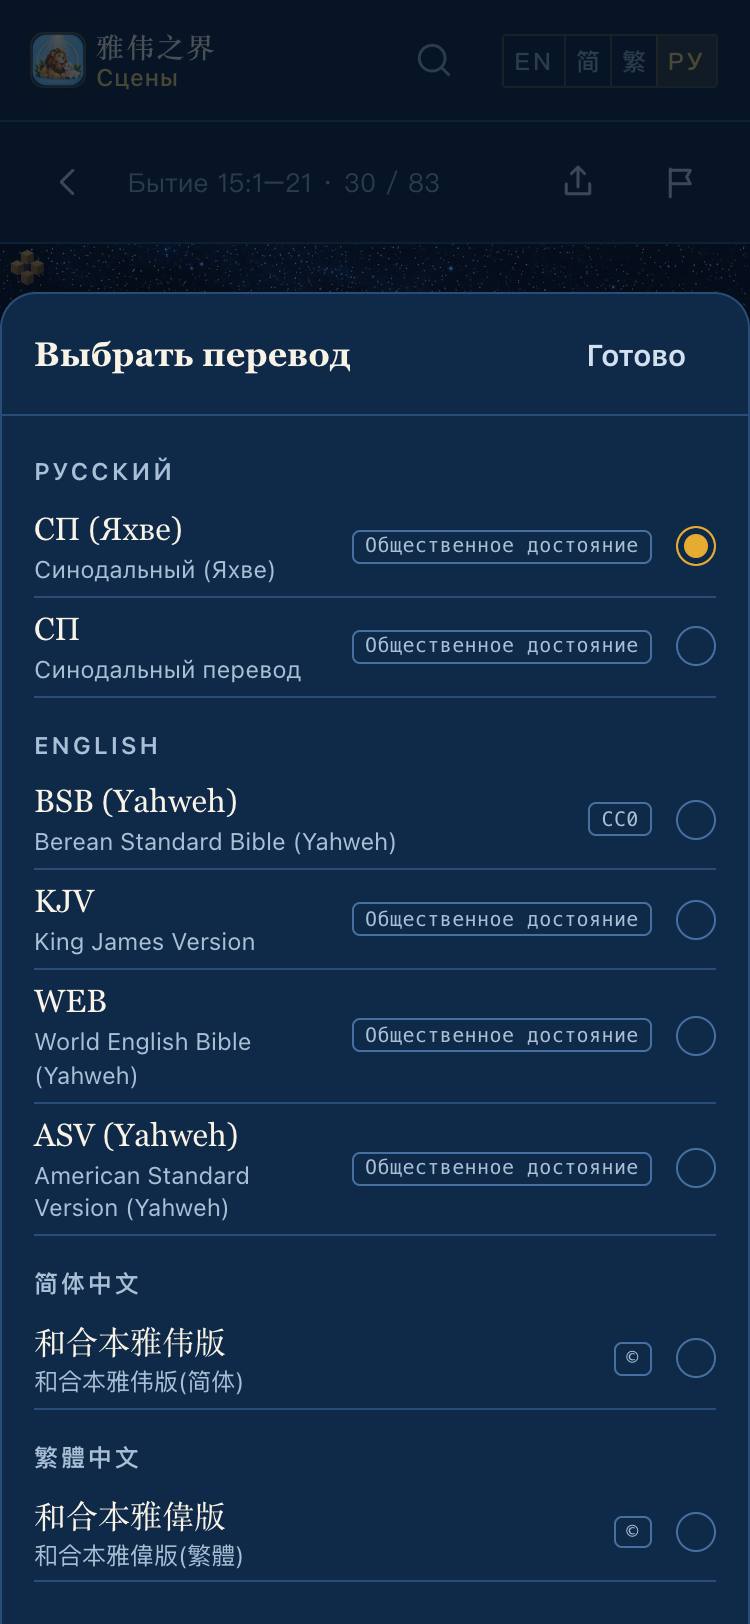 雅伟之界
Сцены
EN 简 繁 РУ
Бытие 15:1—21 · 30 / 83
Выбрать перевод
Готово
РУССКИЙ
СП (Яхве)
Синодальный (Яхве)
Общественное достояние
СП
Синодальный перевод
Общественное достояние
ENGLISH
BSB (Yahweh)
Berean Standard Bible (Yahweh)
CC0
KJV
King James Version
Общественное достояние
WEB
World English Bible
(Yahweh)
Общественное достояние
ASV (Yahweh)
American Standard
Version (Yahweh)
Общественное достояние
简体中文
和合本雅伟版
和合本雅伟版(简体)
©
繁體中文
和合本雅偉版
和合本雅偉版(繁體)
©